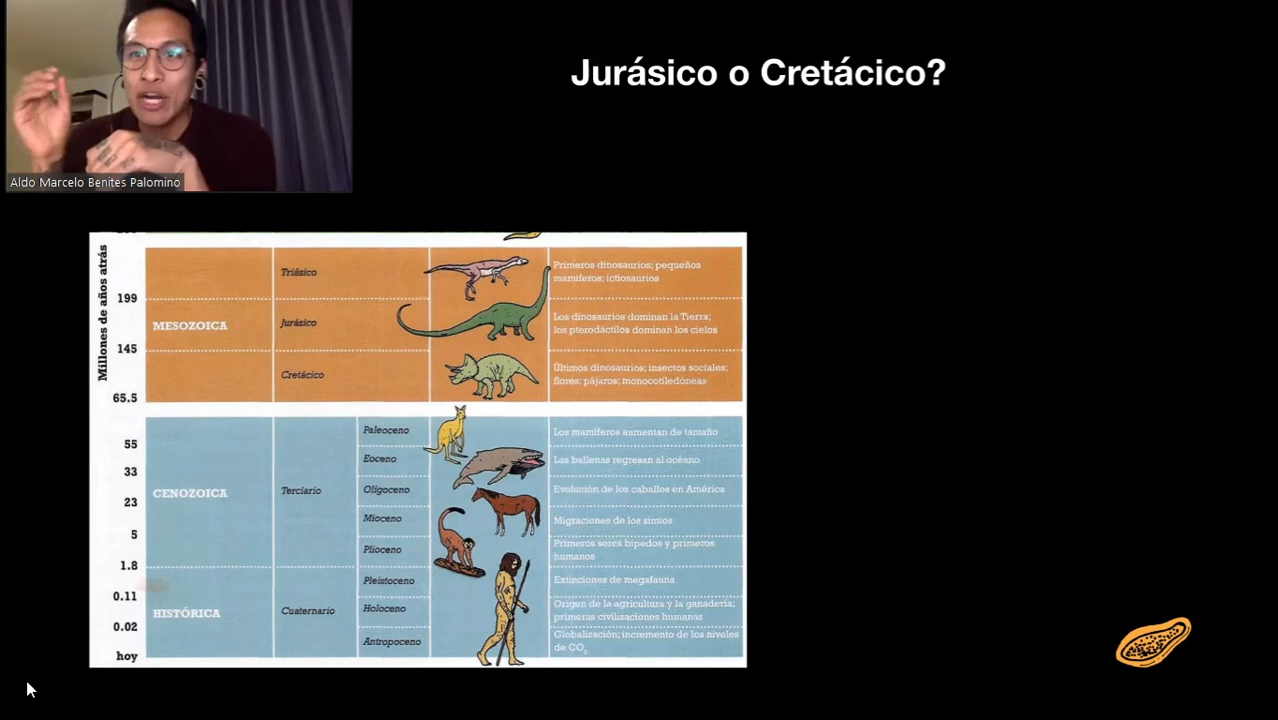 Jurásico o Cretácico?
Aldo Marcelo Benites Palomino
Millones de años atrás
Triásico
Primeros dinosaurios; pequeños
mamíferos; ictiosaurios
199
MESOZOICA
Jurásico
Los dinosaurios dominan la Tierra;
los pterodáctilos dominan los cielos
145
Cretácico
Últimos dinosaurios; insectos sociales;
flores; pájaros; monocotiledóneas
65.5
Paleoceno
Los mamíferos aumentan de tamaño
55
Eoceno
Las ballenas regresan al océano
33
CENOZOICA
Terciario
Oligoceno
Evolución de los caballos en América
23
Mioceno
Migraciones de los simios
5
Plioceno
Primeros seres bípedos y primeros
humanos
1.8
Pleistoceno
Extinciones de megafauna
0.11
HISTÓRICA
Cuaternario
Holoceno
Origen de la agricultura y la ganadería;
primeras civilizaciones humanas
0.02
Antropoceno
Globalización; incremento de los niveles
de CO₂
hoy